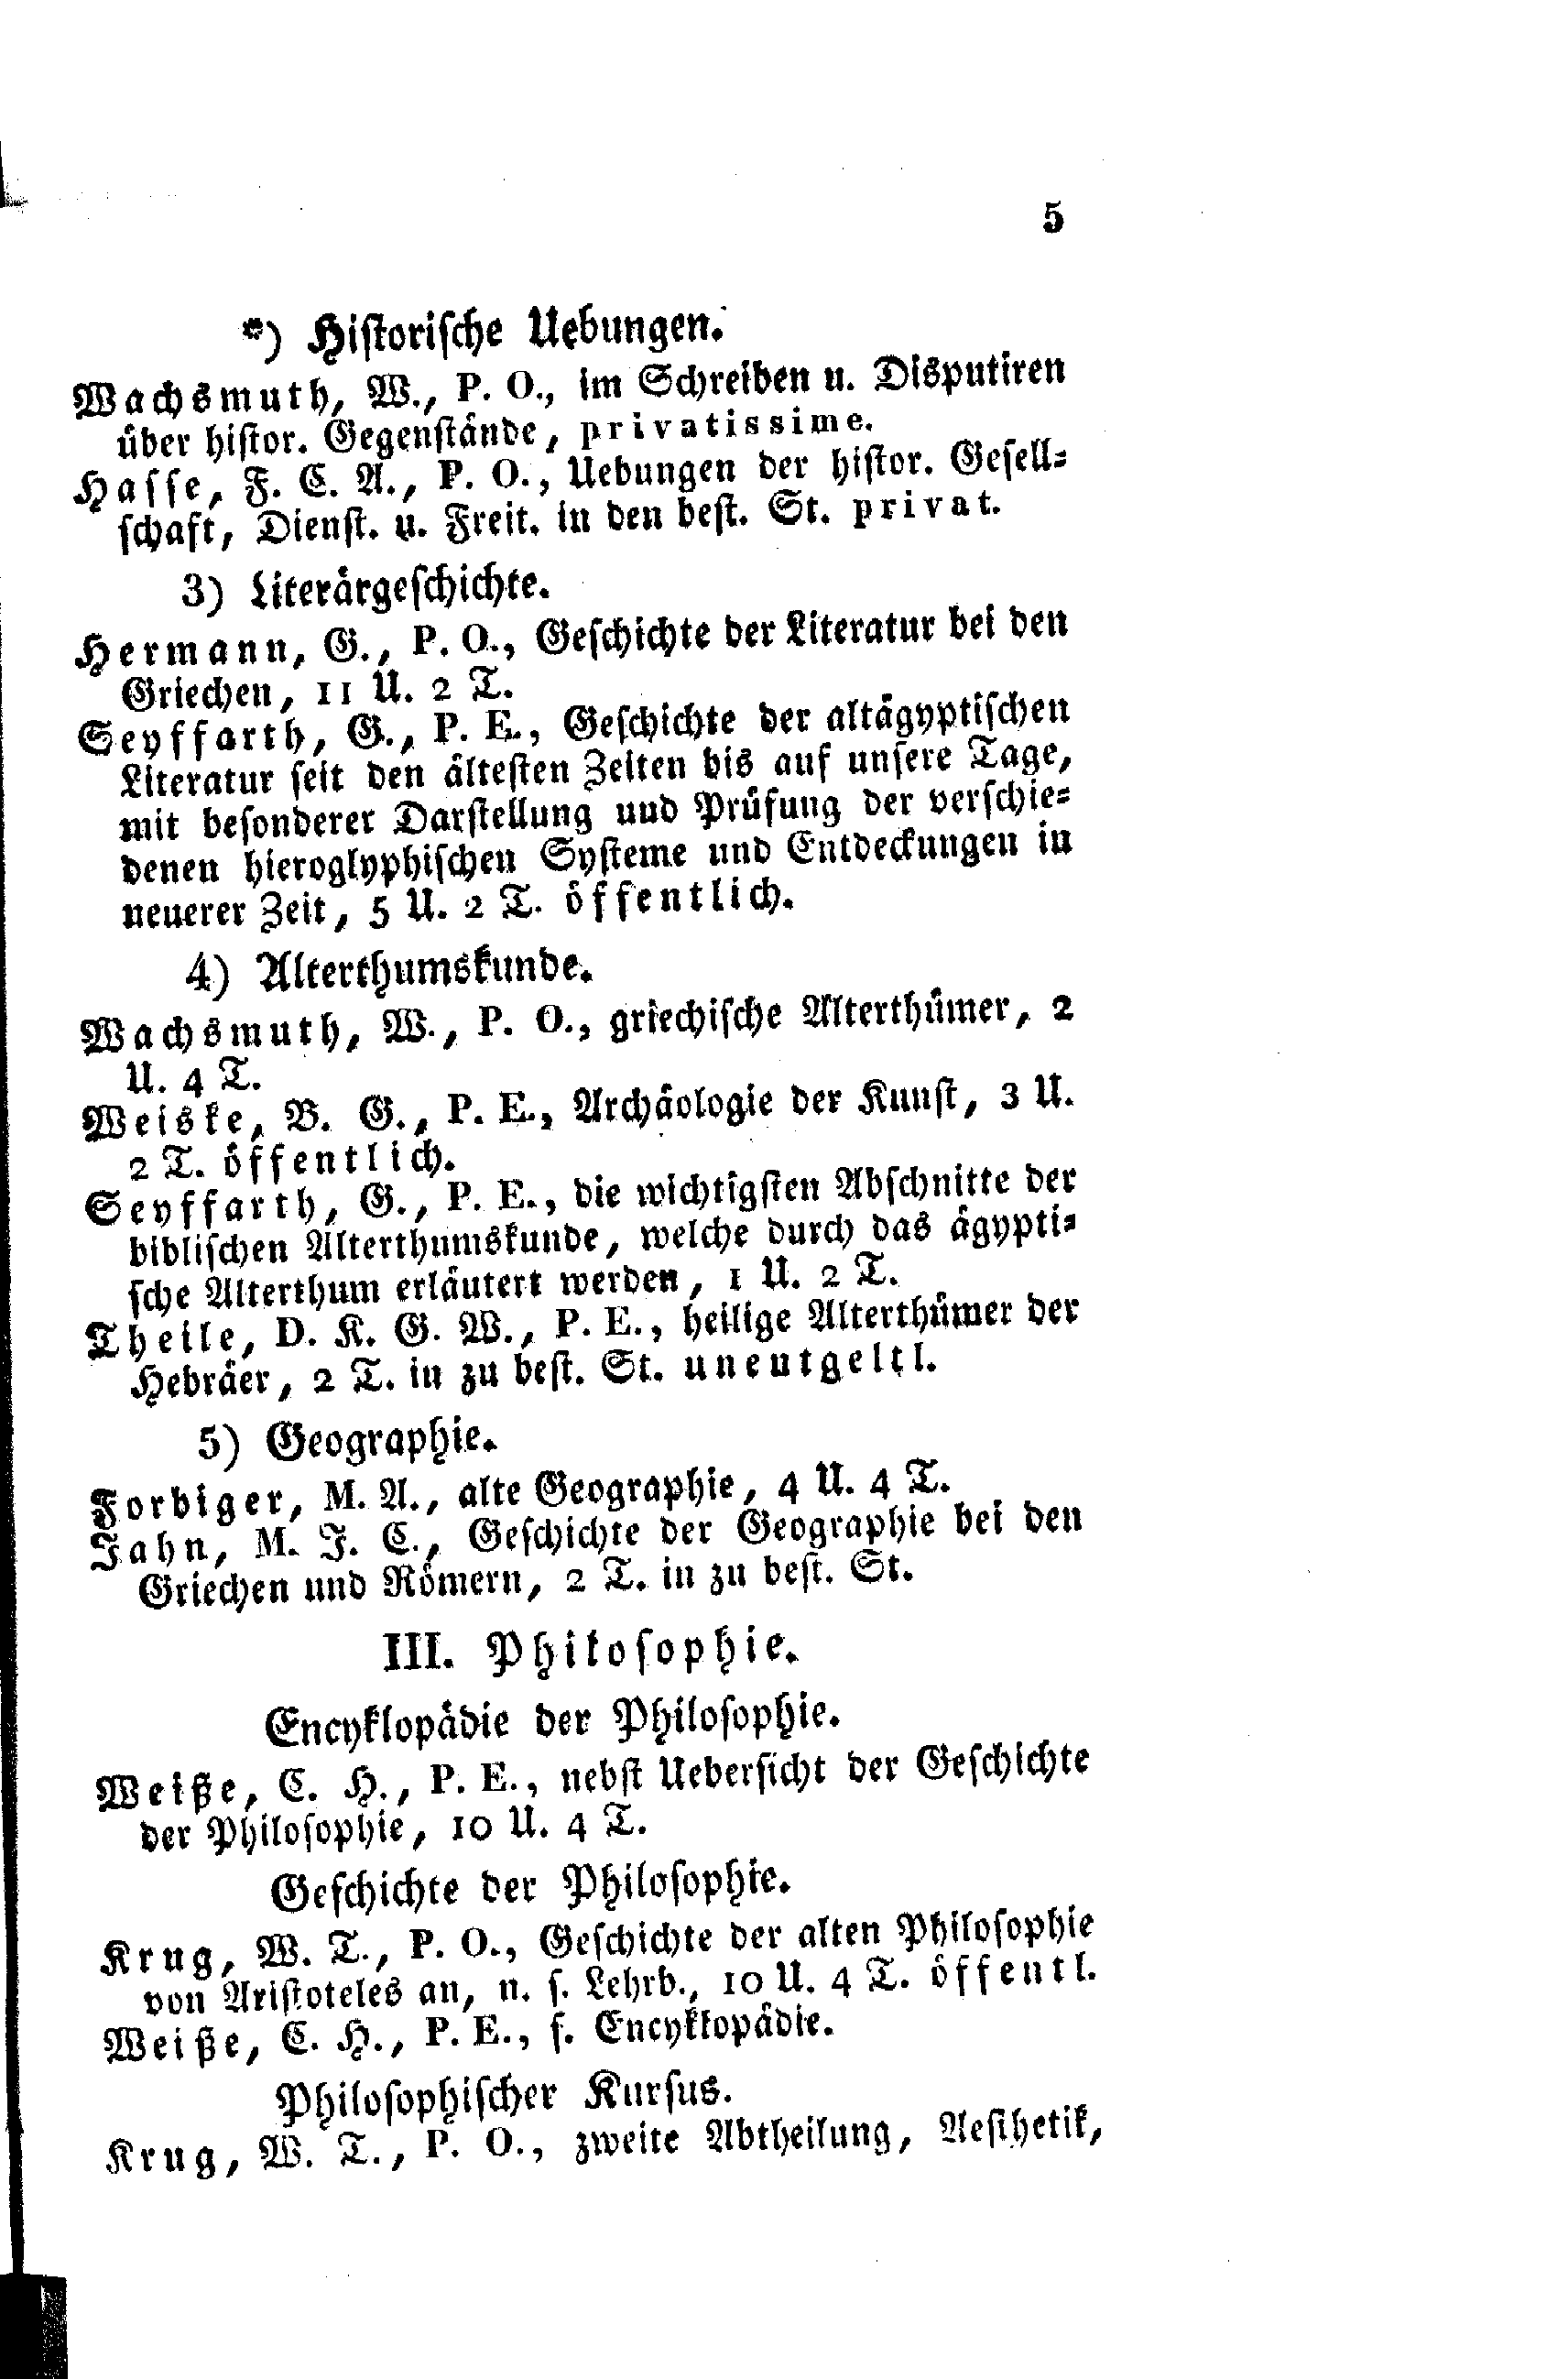 5
*) Historische Uebungen.
Wachsmuth, W., P. O., im Schreiben u. Disputiren
über histor. Gegenstände, privatissime.
Hasse, F. C. A., P. O., Uebungen der histor. Gesell-
schaft, Dienst. u. Freit. in den best. St. privat.
3) Literärgeschichte.
Hermann, G., P. O., Geschichte der Literatur bei den
Griechen, 11 U. 2 T.
Seyffarth, G., P. E., Geschichte der altägyptischen
Literatur seit den ältesten Zeiten bis auf unsere Tage,
mit besonderer Darstellung und Prüfung der verschie-
denen hieroglyphischen Systeme und Entdeckungen in
neuerer Zeit, 5 U. 2 T. öffentlich.
4) Alterthumskunde.
Wachsmuth, W., P. O., griechische Alterthümer, 2
U. 4 T.
Weiske, B. G., P. E., Archäologie der Kunst, 3 U.
2 T. öffentlich.
Seyffarth, G., P. E., die wichtigsten Abschnitte der
biblischen Alterthumskunde, welche durch das ägypti-
sche Alterthum erläutert werden, 1 U. 2 T.
Theile, D. K. G. W., P. E., heilige Alterthümer der
Hebräer, 2 T. in zu best. St. unentgeltl.
5) Geographie.
Forbiger, M. A., alte Geographie, 4 U. 4 T.
Jahn, M. J. C., Geschichte der Geographie bei den
Griechen und Römern, 2 T. in zu best. St.
III. Philosophie.
Encyklopädie der Philosophie.
Weiße, C. H., P. E., nebst Uebersicht der Geschichte
der Philosophie, 10 U. 4 T.
Geschichte der Philosophie.
Krug, W. T., P. O., Geschichte der alten Philosophie
von Aristoteles an, n. s. Lehrb., 10 U. 4 T. öffentl.
Weiße, C. H., P. E., s. Encyklopädie.
Philosophischer Kursus.
Krug, W. T., P. O., zweite Abtheilung, Aesthetik,